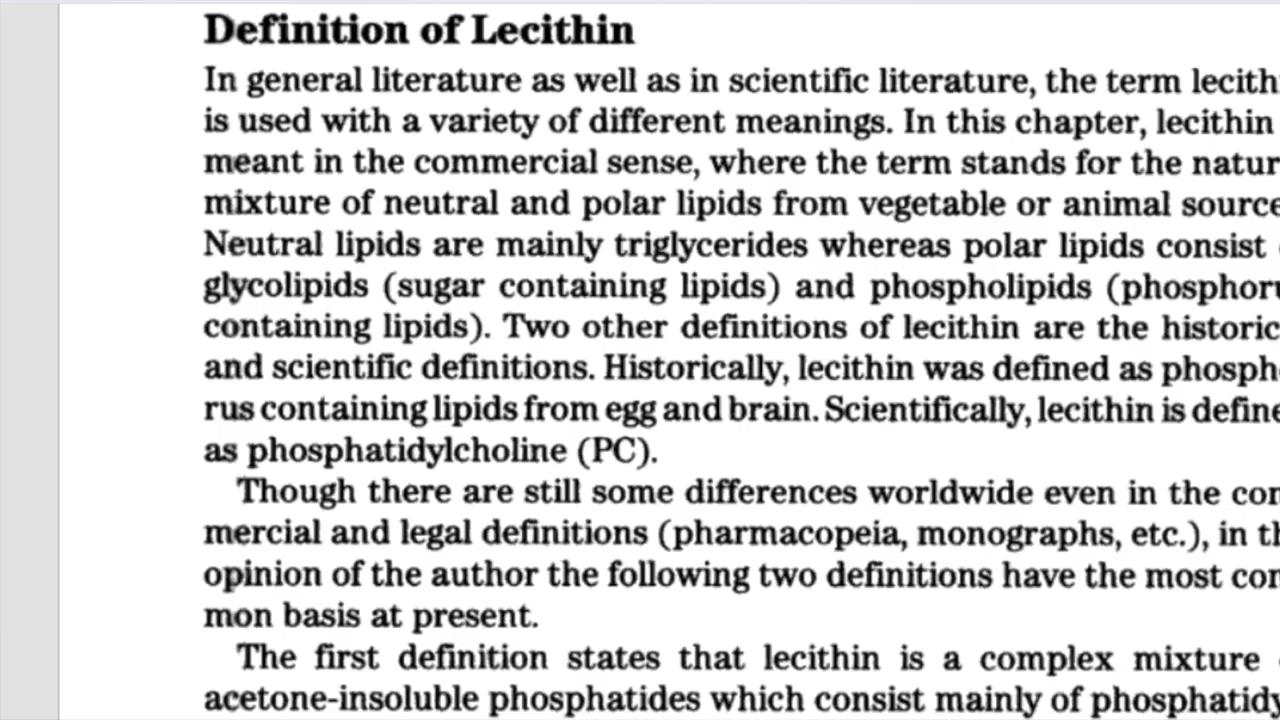 Definition of Lecithin
In general literature as well as in scientific literature, the term lecith
is used with a variety of different meanings. In this chapter, lecithin
meant in the commercial sense, where the term stands for the natur
mixture of neutral and polar lipids from vegetable or animal source
Neutral lipids are mainly triglycerides whereas polar lipids consist
glycolipids (sugar containing lipids) and phospholipids (phosphoru
containing lipids). Two other definitions of lecithin are the historic
and scientific definitions. Historically, lecithin was defined as phospho
rus containing lipids from egg and brain. Scientifically, lecithin is define
as phosphatidylcholine (PC).
Though there are still some differences worldwide even in the com
mercial and legal definitions (pharmacopeia, monographs, etc.), in th
opinion of the author the following two definitions have the most com
mon basis at present.
The first definition states that lecithin is a complex mixture
acetone-insoluble phosphatides which consist mainly of phosphatidy